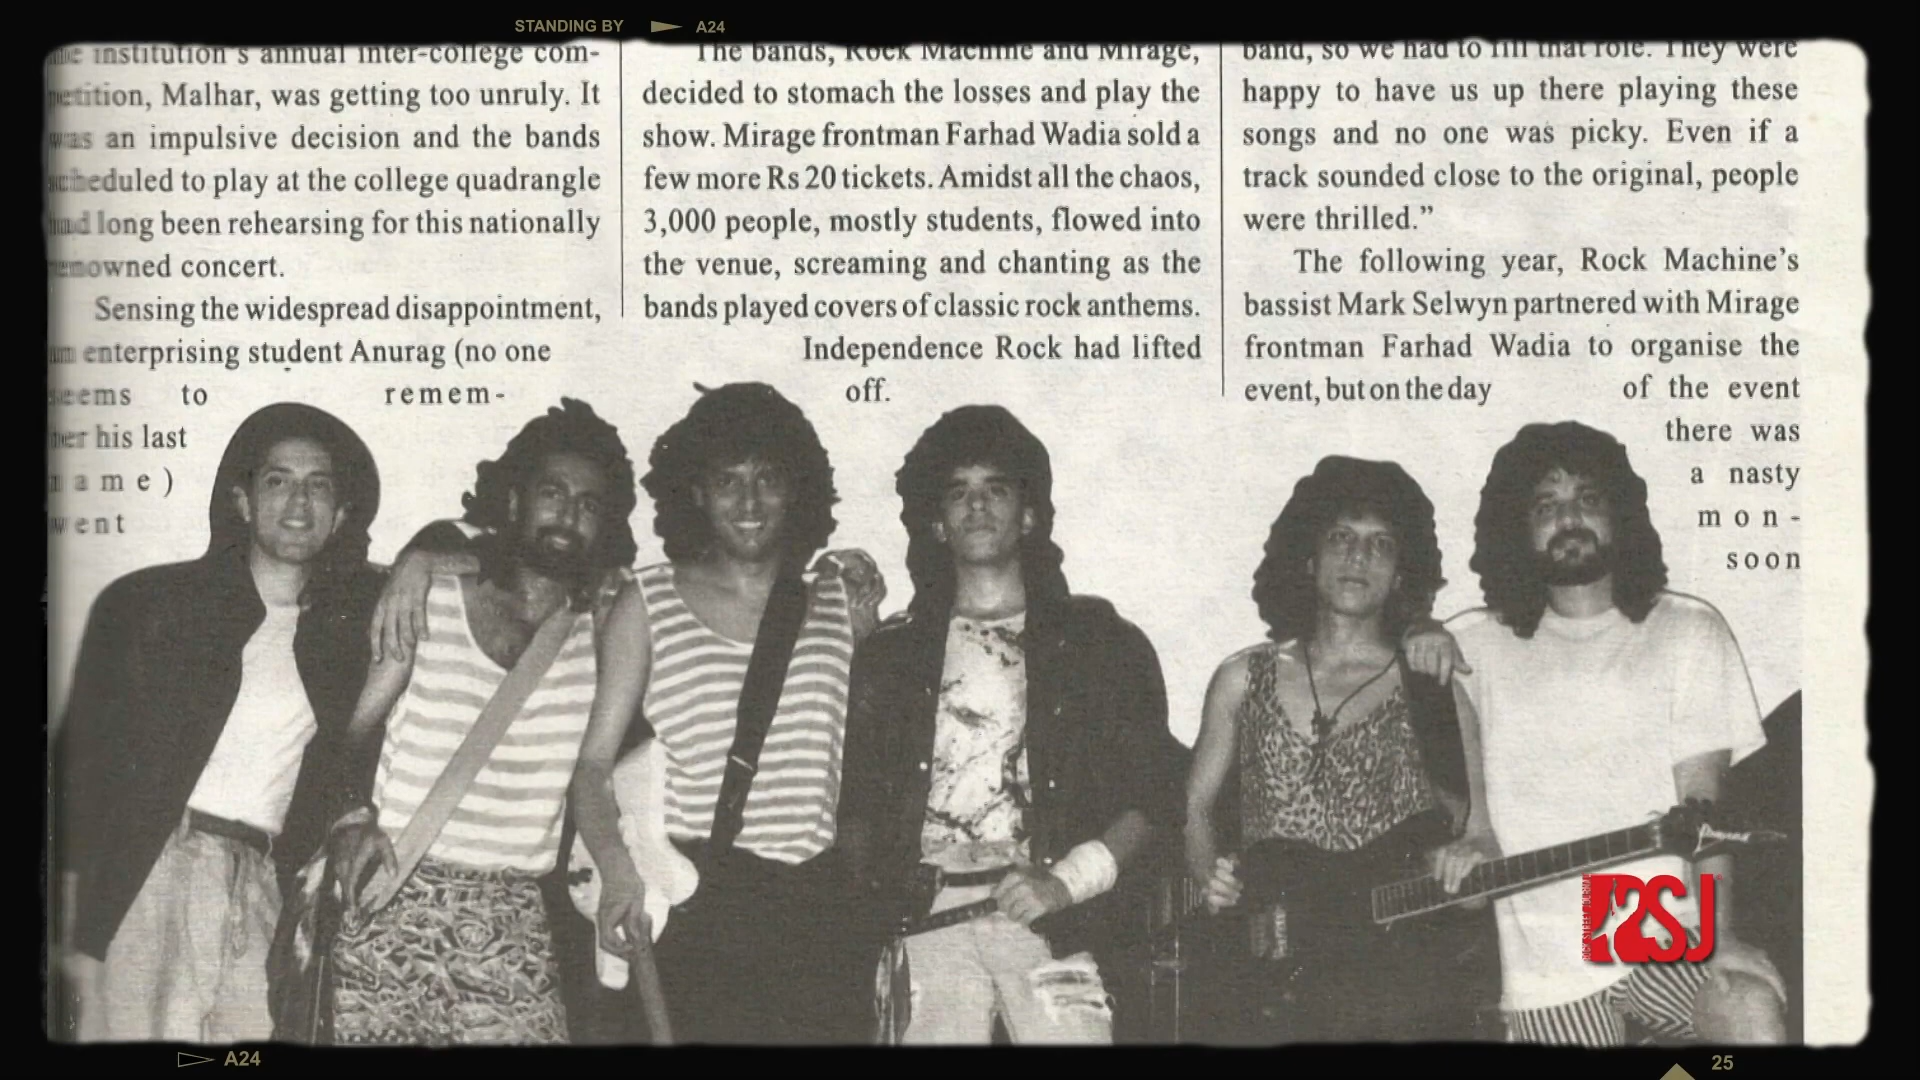 STANDING BY A24
the institution's annual inter-college com-
petition, Malhar, was getting too unruly. It
was an impulsive decision and the bands
scheduled to play at the college quadrangle
had long been rehearsing for this nationally
renowned concert.
Sensing the widespread disappointment,
an enterprising student Anurag (no one
seems to remem-
ber his last
name)
went
The bands, Rock Machine and Mirage,
decided to stomach the losses and play the
show. Mirage frontman Farhad Wadia sold a
few more Rs 20 tickets. Amidst all the chaos,
3,000 people, mostly students, flowed into
the venue, screaming and chanting as the
bands played covers of classic rock anthems.
Independence Rock had lifted
off.
band, so we had to fill that role. They were
happy to have us up there playing these
songs and no one was picky. Even if a
track sounded close to the original, people
were thrilled.”
The following year, Rock Machine's
bassist Mark Selwyn partnered with Mirage
frontman Farhad Wadia to organise the
event, but on the day of the event
there was
a nasty
mon-
soon
RSJ
ROCK STREET JOURNAL
A24
25